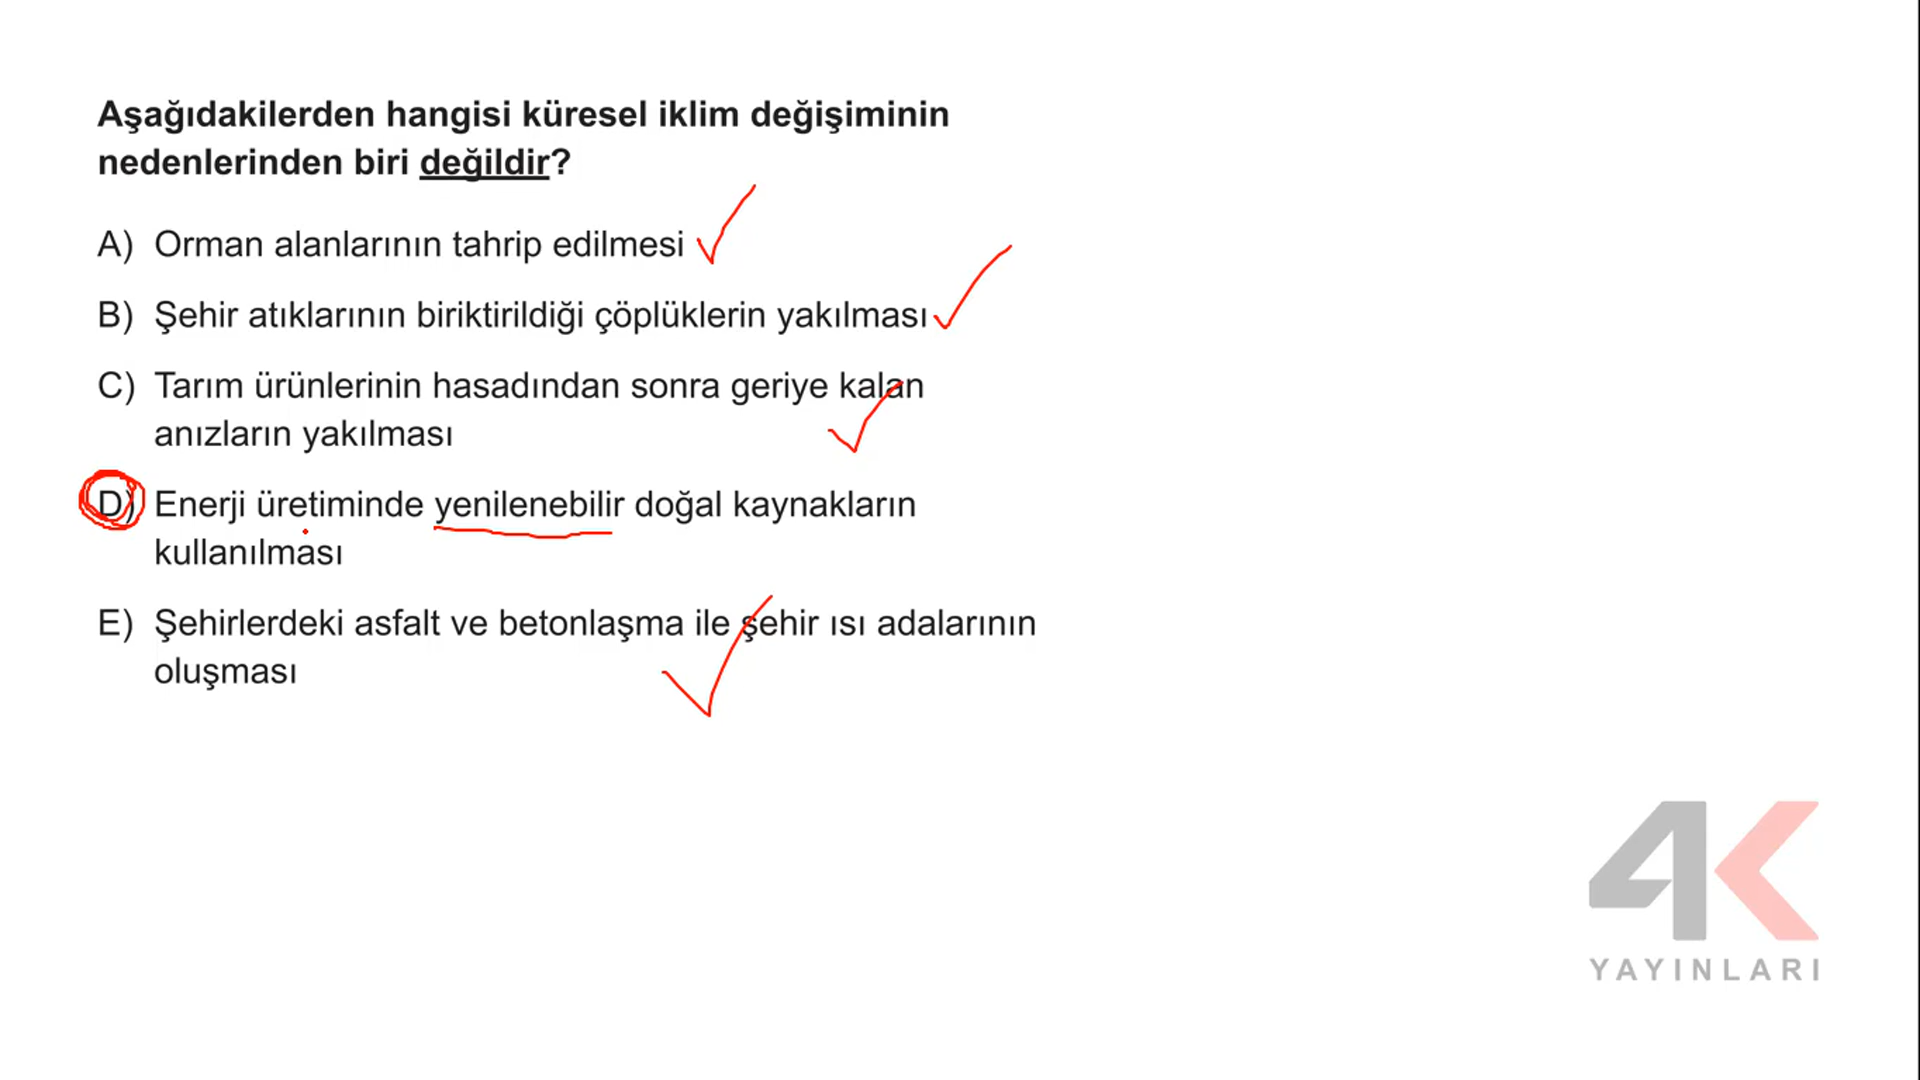 Aşağıdakilerden hangisi küresel iklim değişiminin
nedenlerinden biri değildir?
A) Orman alanlarının tahrip edilmesi
B) Şehir atıklarının biriktirildiği çöplüklerin yakılması
C) Tarım ürünlerinin hasadından sonra geriye kalan
anızların yakılması
D) Enerji üretiminde yenilenebilir doğal kaynakların
kullanılması
E) Şehirlerdeki asfalt ve betonlaşma ile şehir ısı adalarının
oluşması
4K
YAYINLARI